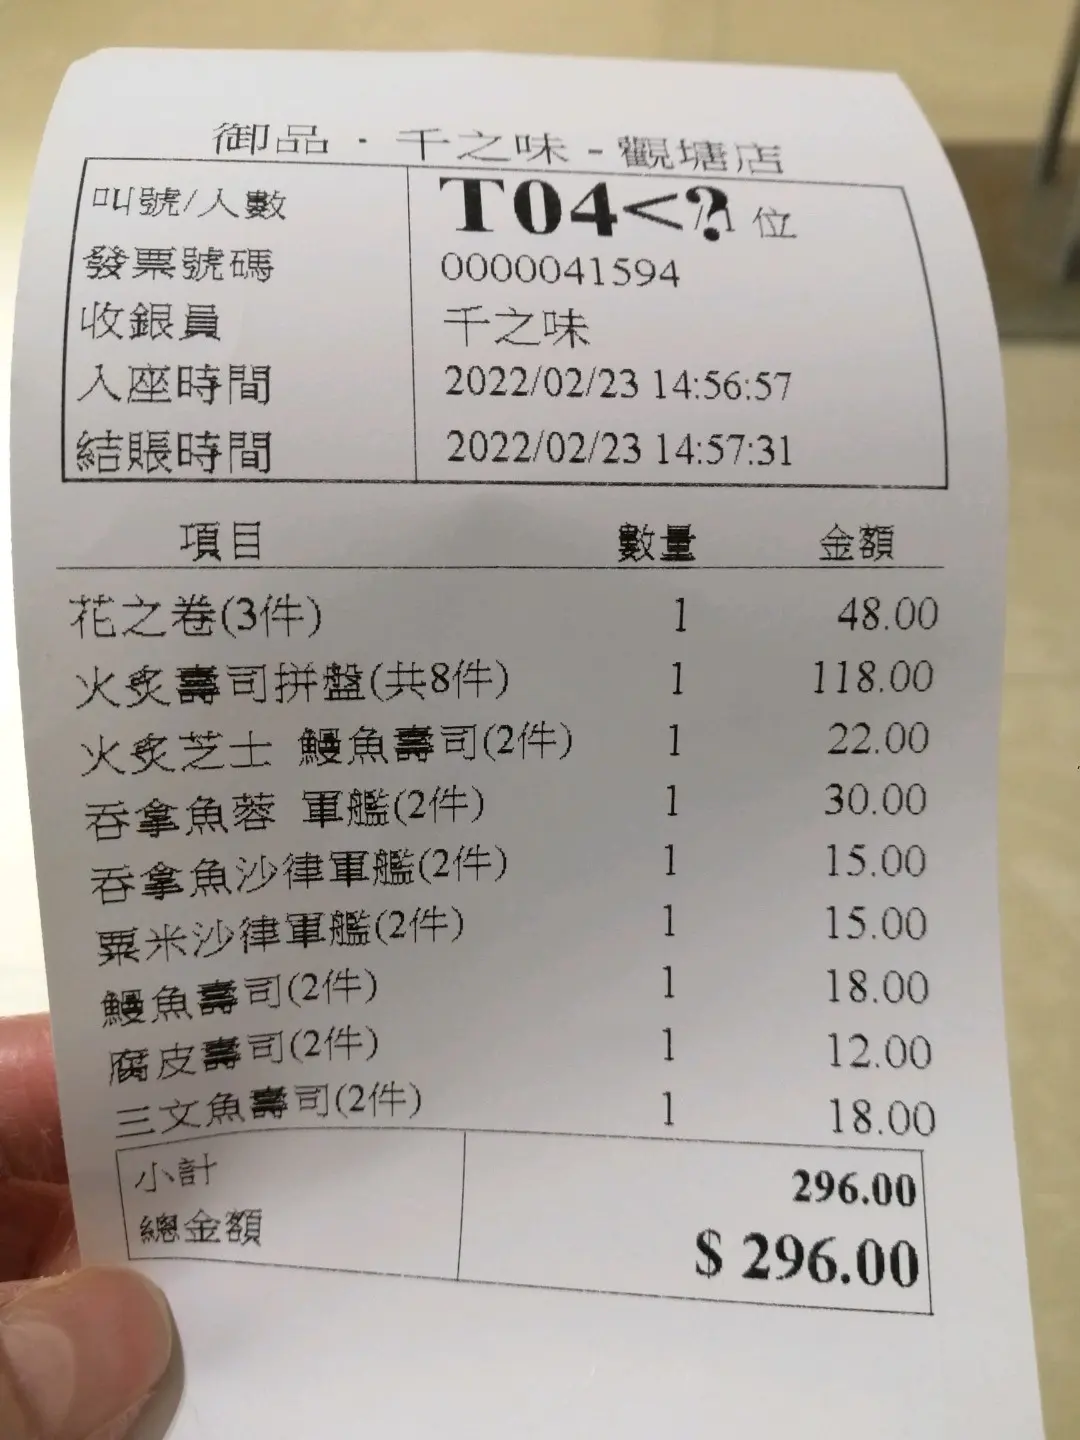 御品 · 千之味 - 觀塘店
叫號/人數 T04<? 位
發票號碼 0000041594
收銀員 千之味
入座時間 2022/02/23 14:56:57
結賬時間 2022/02/23 14:57:31
項目 數量 金額
花之卷(3件) 1 48.00
火炙壽司拼盤(共8件) 1 118.00
火炙芝士 鰻魚壽司(2件) 1 22.00
吞拿魚蓉 軍艦(2件) 1 30.00
吞拿魚沙律軍艦(2件) 1 15.00
粟米沙律軍艦(2件) 1 15.00
鰻魚壽司(2件) 1 18.00
腐皮壽司(2件) 1 12.00
三文魚壽司(2件) 1 18.00
小計 296.00
總金額 $ 296.00